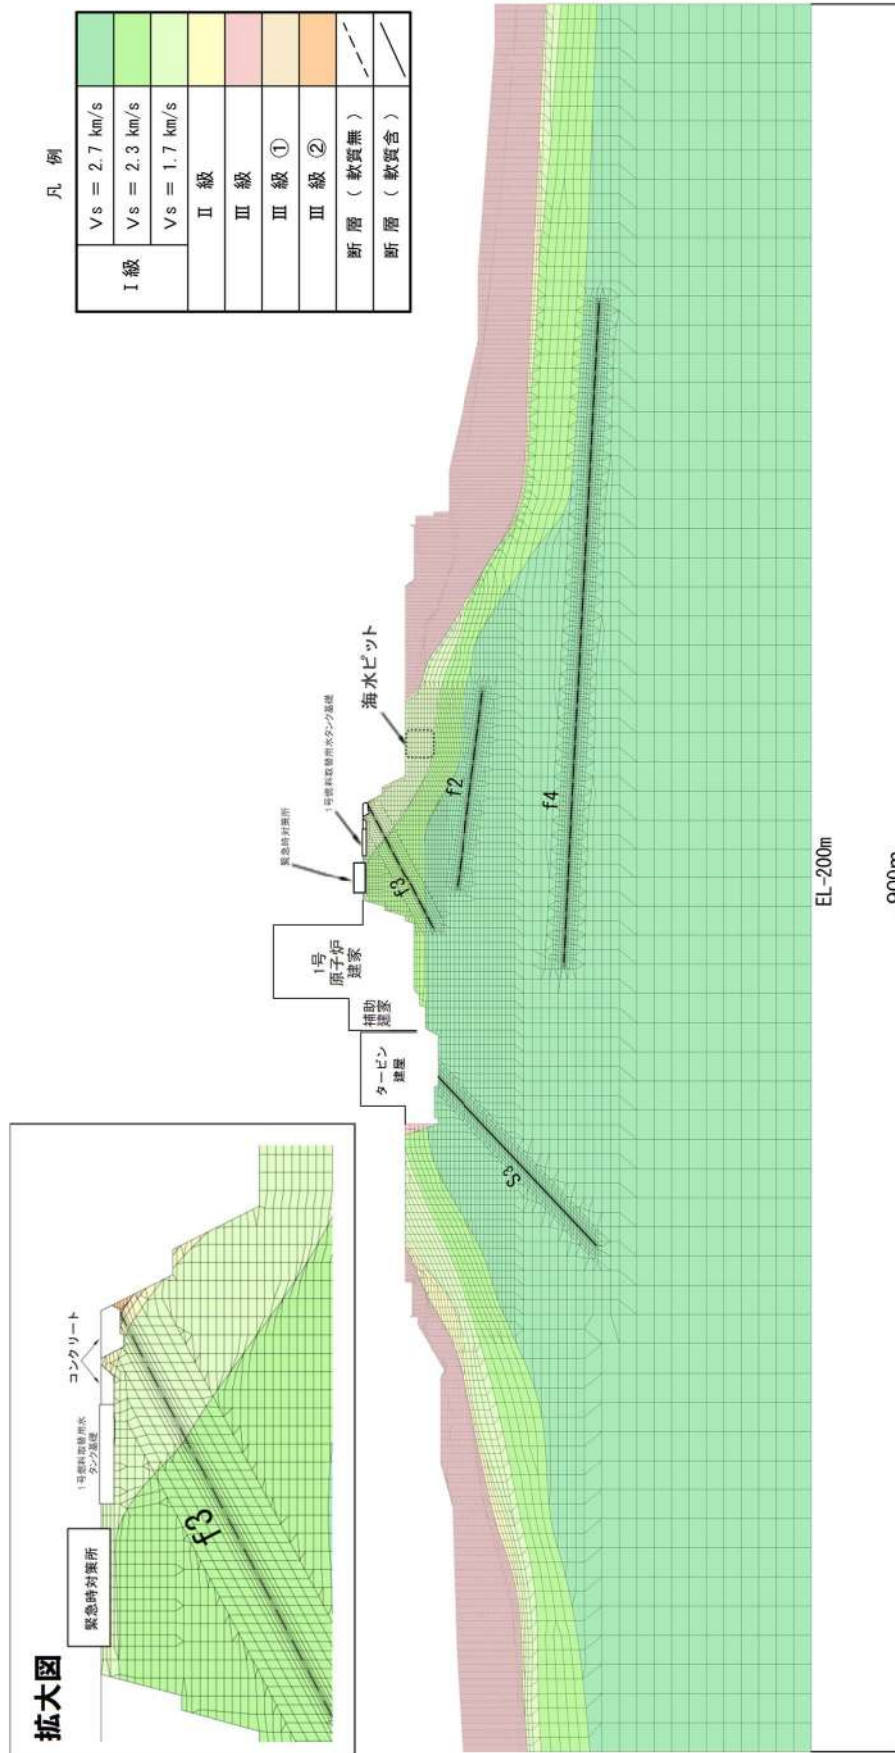 拡大図
緊急時対策所
1号燃料取替用水
タンク基礎
コンクリート
f3
凡 例
Ⅰ級
Vs = 2.7 km/s
Vs = 2.3 km/s
Vs = 1.7 km/s
Ⅱ 級
Ⅲ 級
Ⅲ 級 ①
Ⅲ 級 ②
断 層 ( 軟質無 )
断 層 ( 軟質含 )
タービン
建屋
補助
建家
1号
原子炉
建家
緊急時対策所
1号燃料取替用水タンク基礎
海水ピット
S3
f3
f2
f4
EL-200m
900m